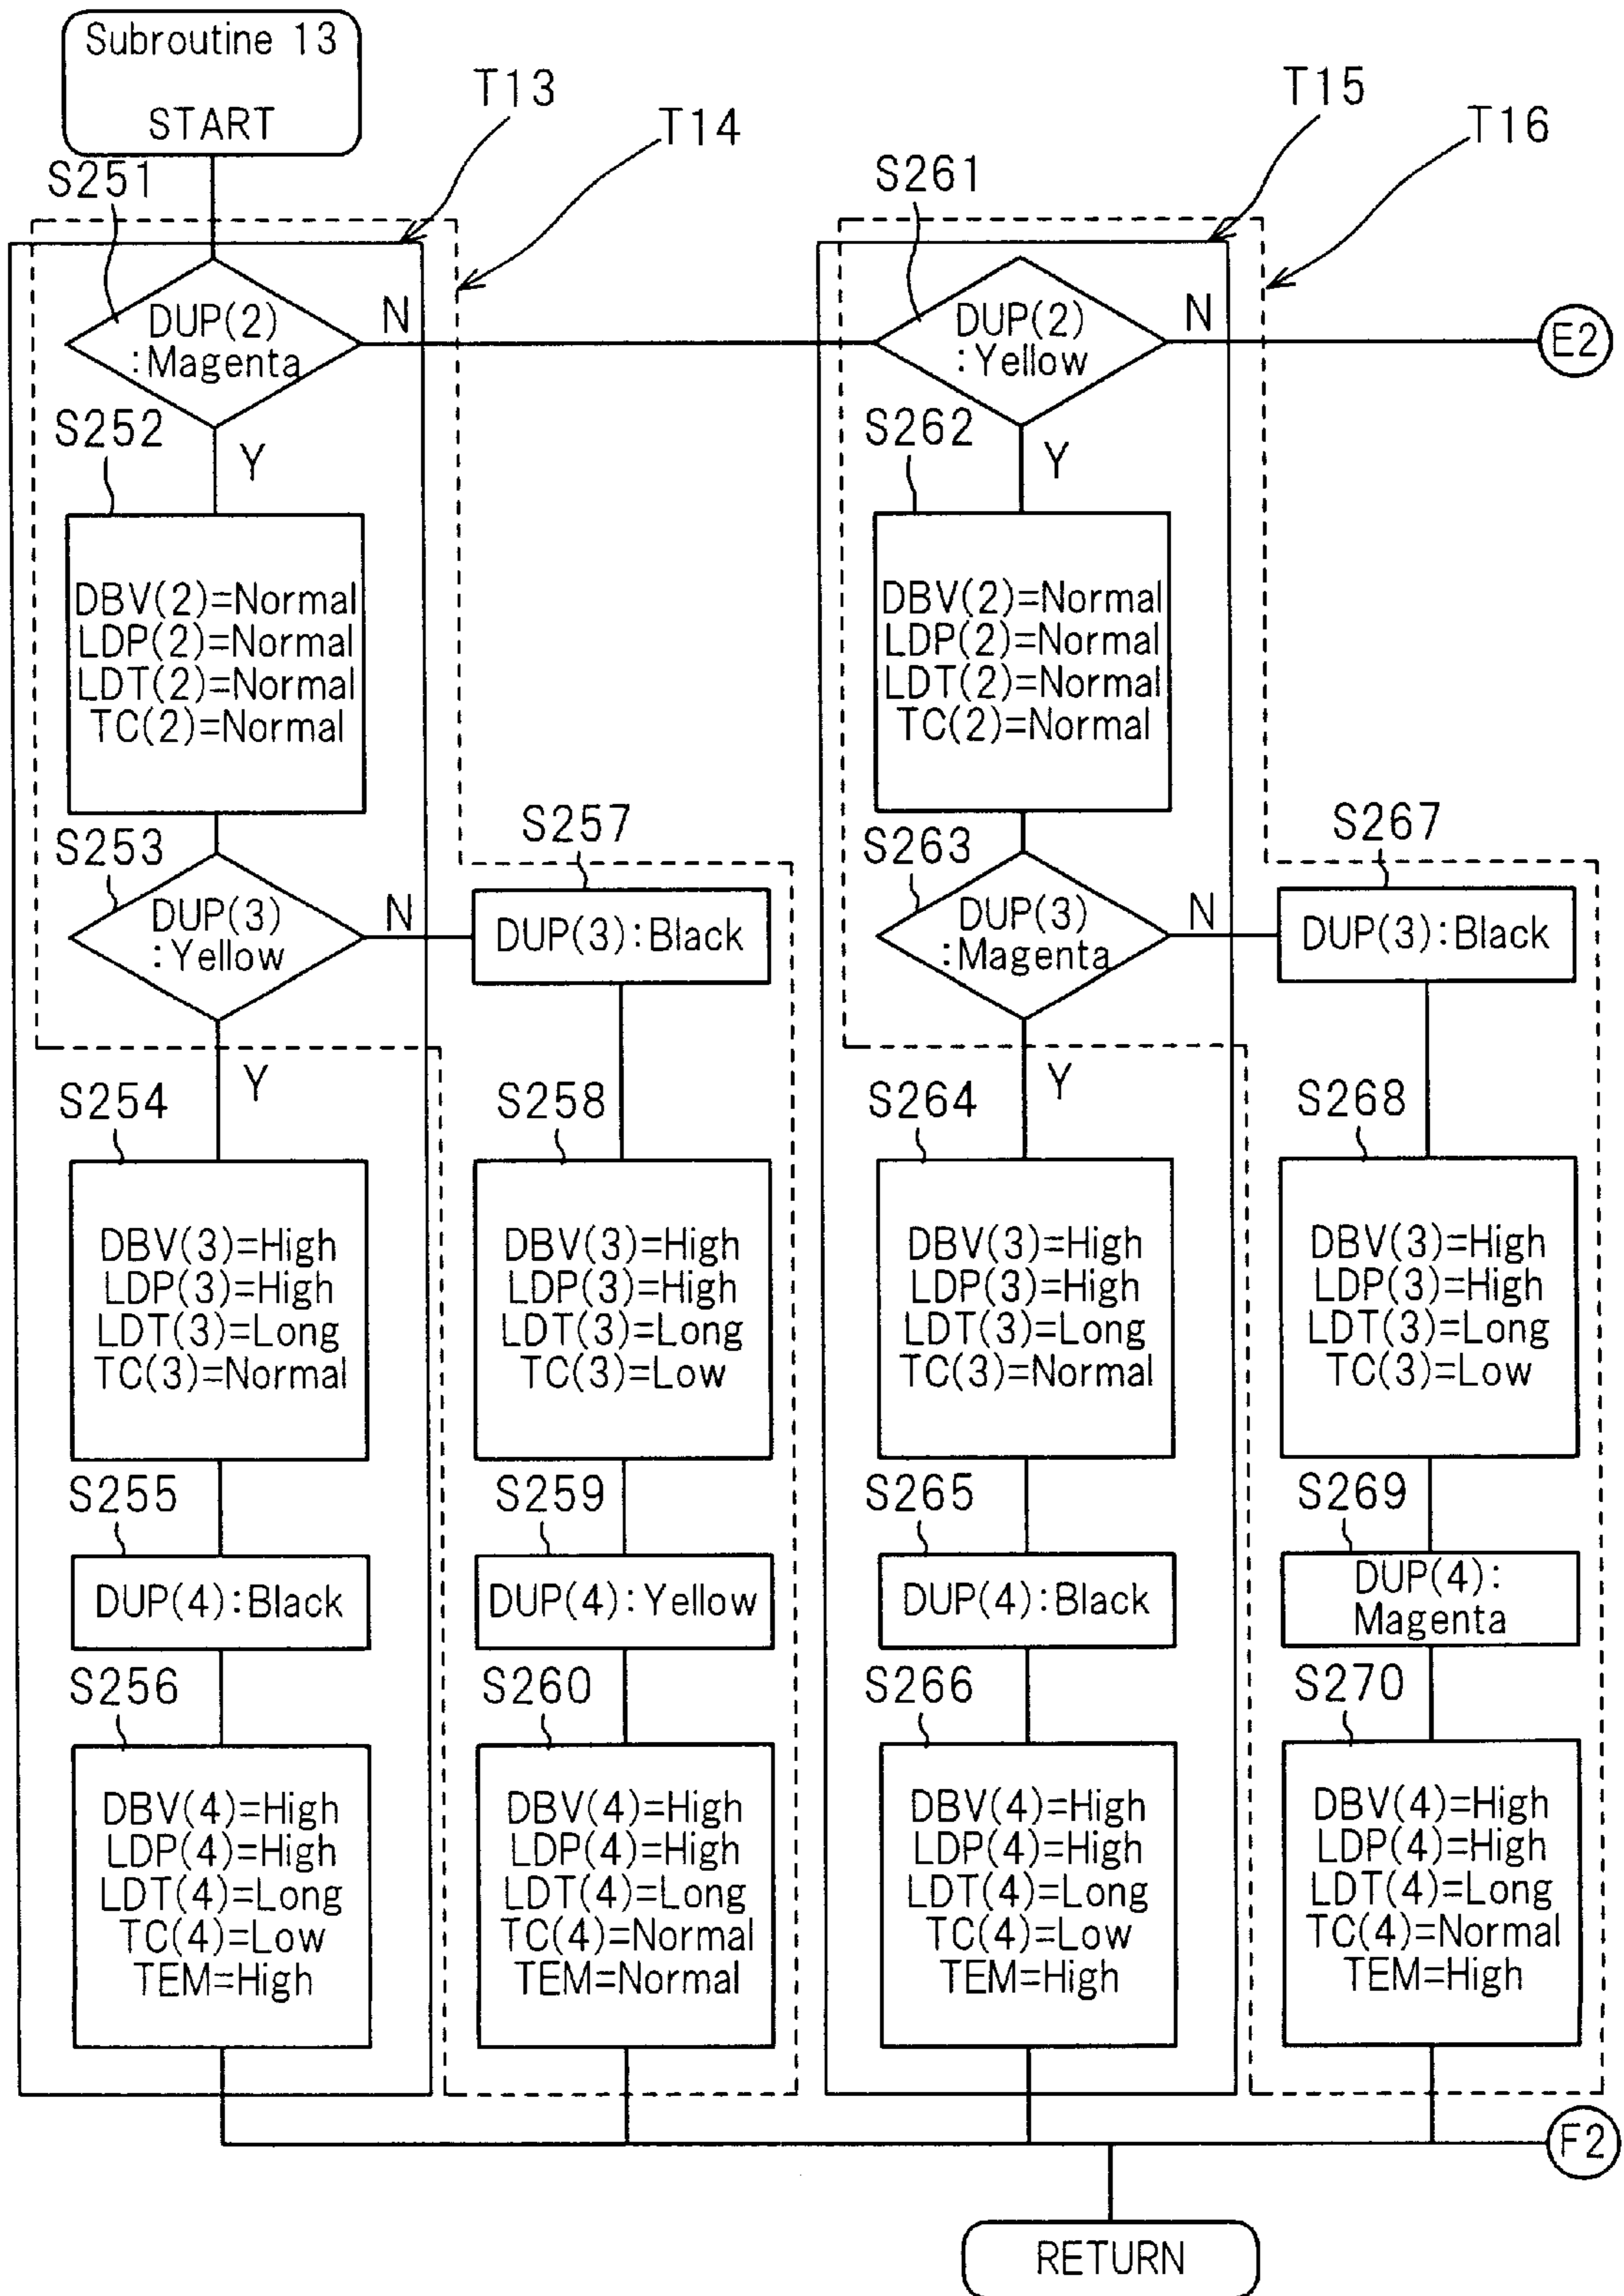 Subroutine 13
START
T13
T14
T15
T16
S251
S261
DUP(2)
:Magenta
N
DUP(2)
:Yellow
N
E2
S252
Y
S262
Y
DBV(2)=Normal
LDP(2)=Normal
LDT(2)=Normal
TC(2)=Normal
DBV(2)=Normal
LDP(2)=Normal
LDT(2)=Normal
TC(2)=Normal
S253
S257
S263
S267
DUP(3)
:Yellow
N
DUP(3):Black
DUP(3)
:Magenta
N
DUP(3):Black
Y
Y
S254
S258
S264
S268
DBV(3)=High
LDP(3)=High
LDT(3)=Long
TC(3)=Normal
DBV(3)=High
LDP(3)=High
LDT(3)=Long
TC(3)=Low
DBV(3)=High
LDP(3)=High
LDT(3)=Long
TC(3)=Normal
DBV(3)=High
LDP(3)=High
LDT(3)=Long
TC(3)=Low
S255
S259
S265
S269
DUP(4):Black
DUP(4):Yellow
DUP(4):Black
DUP(4):
Magenta
S256
S260
S266
S270
DBV(4)=High
LDP(4)=High
LDT(4)=Long
TC(4)=Low
TEM=High
DBV(4)=High
LDP(4)=High
LDT(4)=Long
TC(4)=Normal
TEM=Normal
DBV(4)=High
LDP(4)=High
LDT(4)=Long
TC(4)=Low
TEM=High
DBV(4)=High
LDP(4)=High
LDT(4)=Long
TC(4)=Normal
TEM=High
F2
RETURN